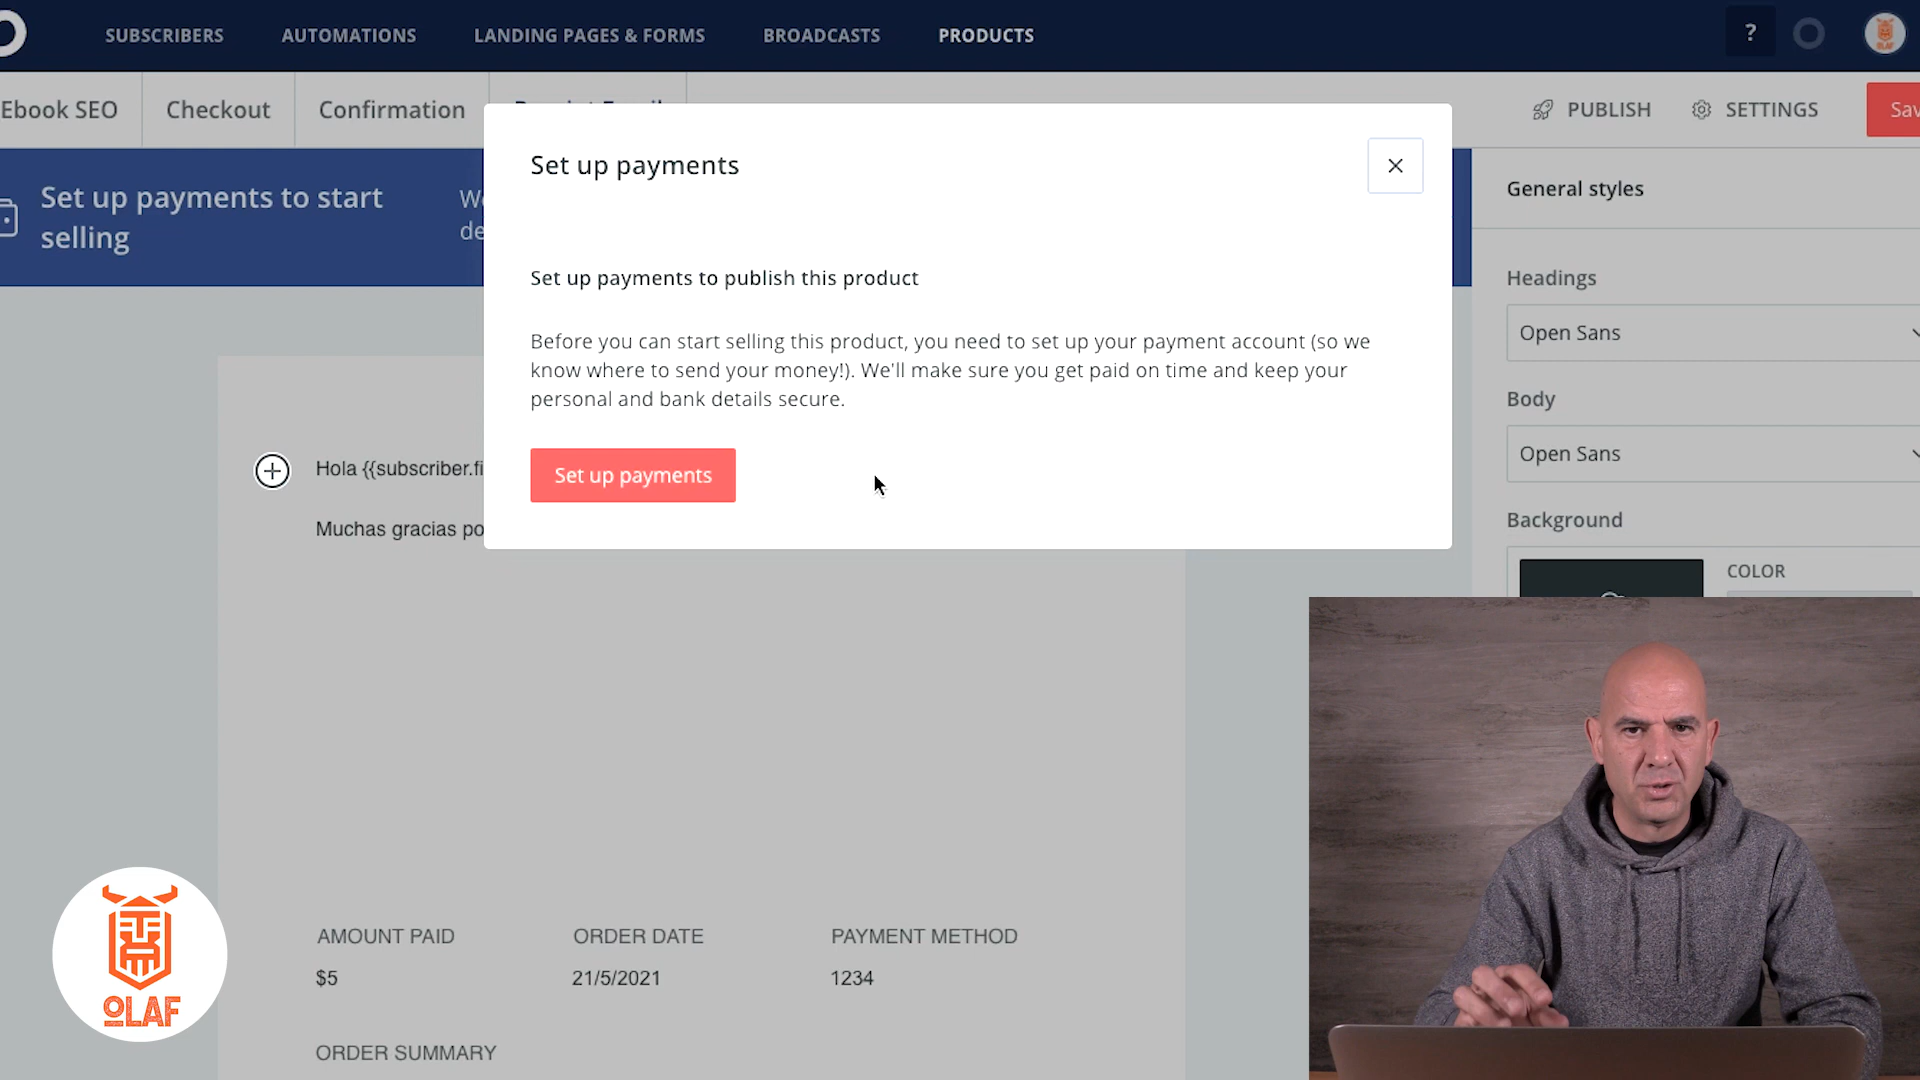 SUBSCRIBERS AUTOMATIONS LANDING PAGES & FORMS BROADCASTS PRODUCTS ?
Ebook SEO Checkout Confirmation PUBLISH SETTINGS
Set up payments to start
selling
Set up payments
Set up payments to publish this product
Before you can start selling this product, you need to set up your payment account (so we
know where to send your money!). We'll make sure you get paid on time and keep your
personal and bank details secure.
Set up payments
General styles
Headings
Open Sans
Body
Open Sans
Background
COLOR
Hola {{subscriber.fi
Muchas gracias po
AMOUNT PAID ORDER DATE PAYMENT METHOD
$5 21/5/2021 1234
ORDER SUMMARY
OLAF